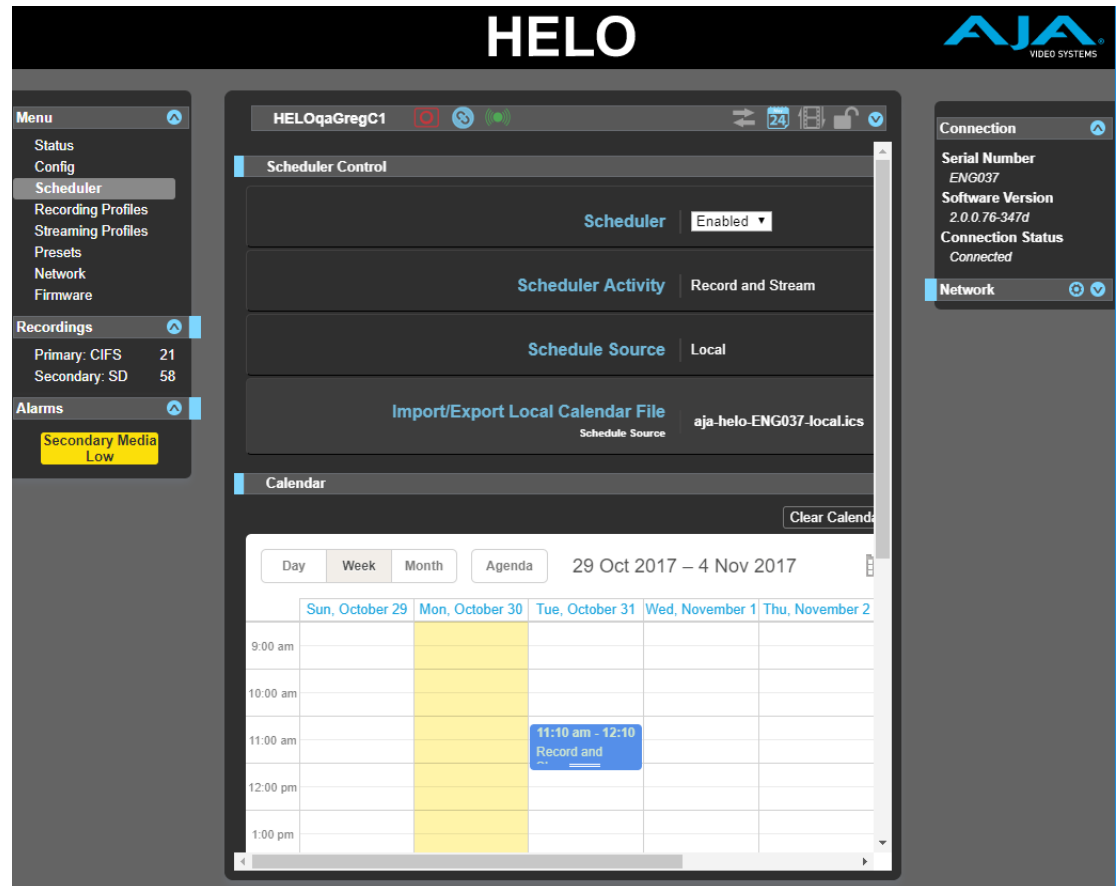 HELO
AJA
VIDEO SYSTEMS
Menu
Status
Config
Scheduler
Recording Profiles
Streaming Profiles
Presets
Network
Firmware
Recordings
Primary: CIFS 21
Secondary: SD 58
Alarms
Secondary Media
Low
HELOqaGregC1
24
Scheduler Control
Scheduler Enabled
Scheduler Activity Record and Stream
Schedule Source Local
Import/Export Local Calendar File aja-helo-ENG037-local.ics
Schedule Source
Calendar
Clear Calenda
Day Week Month Agenda 29 Oct 2017 – 4 Nov 2017
Sun, October 29 Mon, October 30 Tue, October 31 Wed, November 1 Thu, November 2
9:00 am
10:00 am
11:00 am
11:10 am - 12:10
Record and
12:00 pm
1:00 pm
Connection
Serial Number
ENG037
Software Version
2.0.0.76-347d
Connection Status
Connected
Network